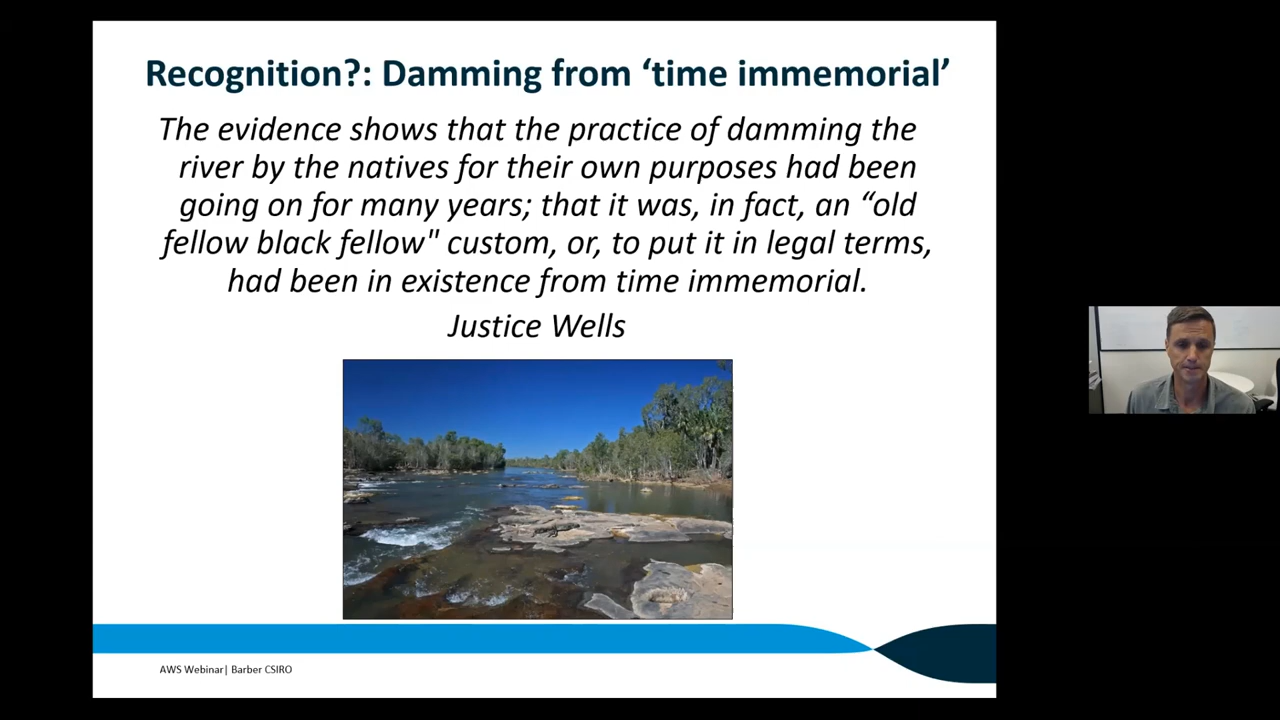 Recognition?: Damming from ‘time immemorial’
The evidence shows that the practice of damming the
river by the natives for their own purposes had been
going on for many years; that it was, in fact, an “old
fellow black fellow" custom, or, to put it in legal terms,
had been in existence from time immemorial.
Justice Wells
AWS Webinar| Barber CSIRO